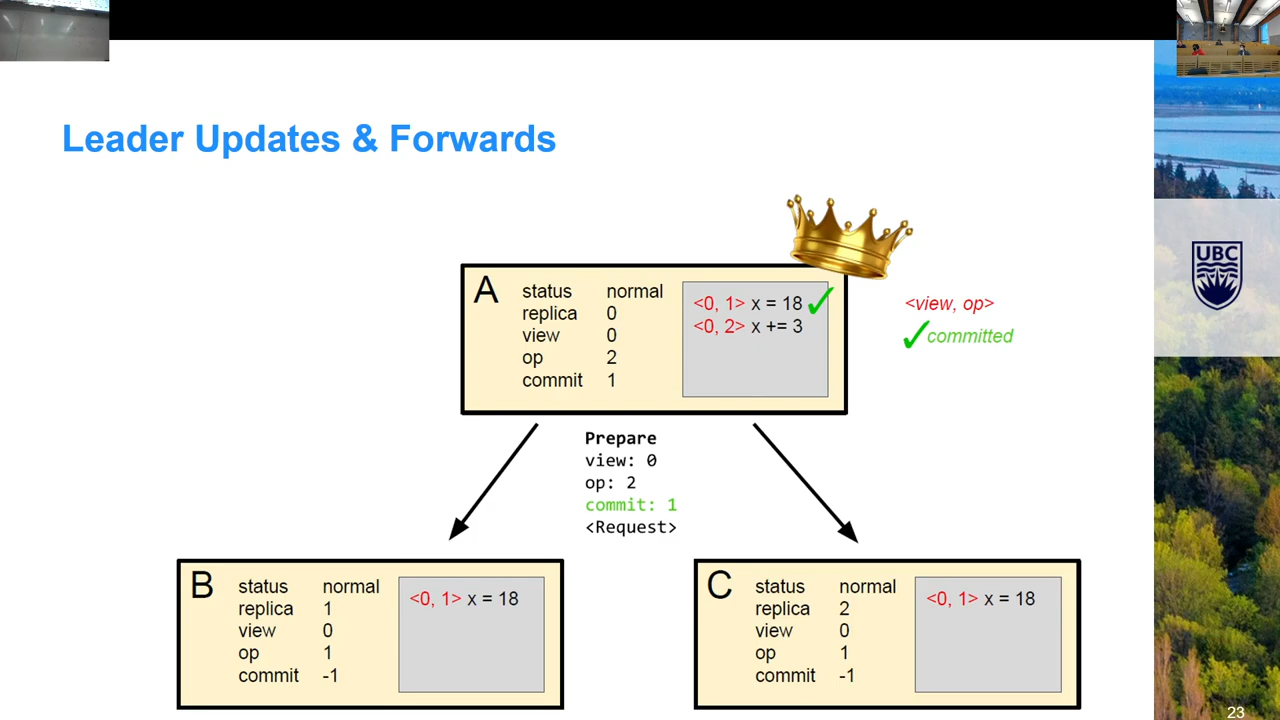 Leader Updates & Forwards
A
status normal
replica 0
view 0
op 2
commit 1
<0, 1> x = 18
<0, 2> x += 3
<view, op>
committed
Prepare
view: 0
op: 2
commit: 1
<Request>
B
status normal
replica 1
view 0
op 1
commit -1
<0, 1> x = 18
C
status normal
replica 2
view 0
op 1
commit -1
<0, 1> x = 18
UBC
23